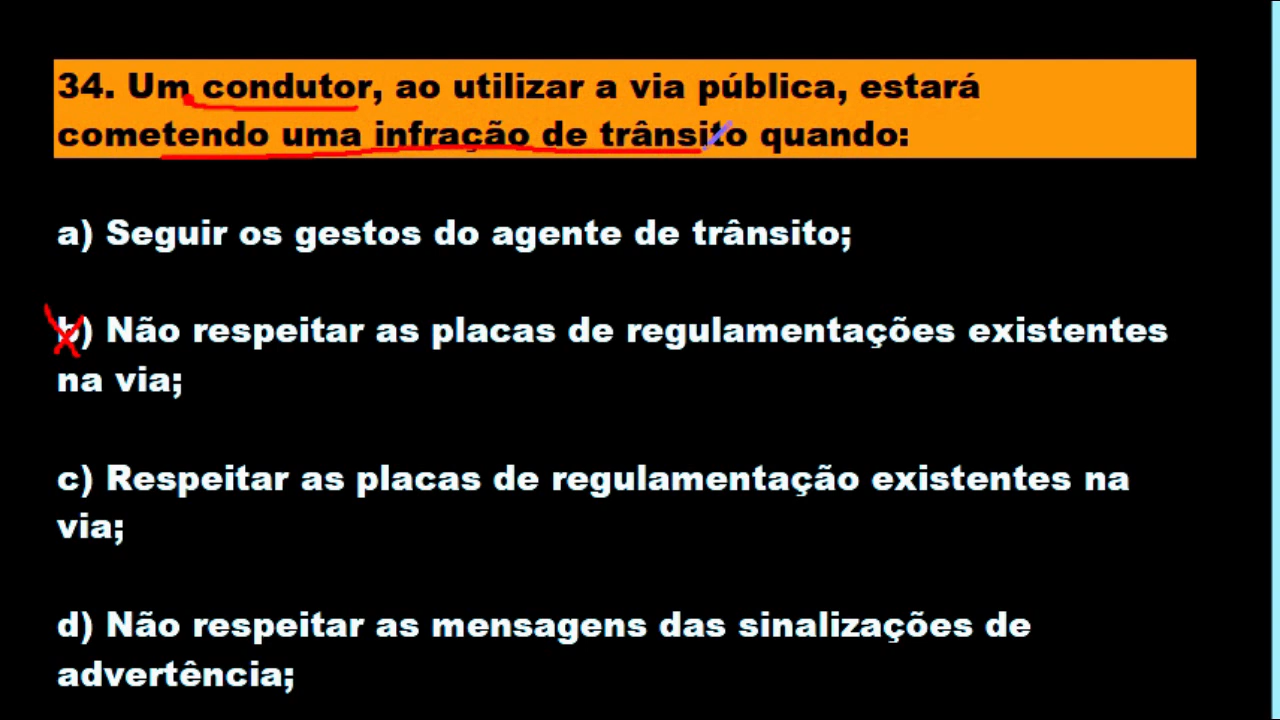 34. Um condutor, ao utilizar a via pública, estará
cometendo uma infração de trânsito quando:
a) Seguir os gestos do agente de trânsito;
b) Não respeitar as placas de regulamentações existentes
na via;
c) Respeitar as placas de regulamentação existentes na
via;
d) Não respeitar as mensagens das sinalizações de
advertência;